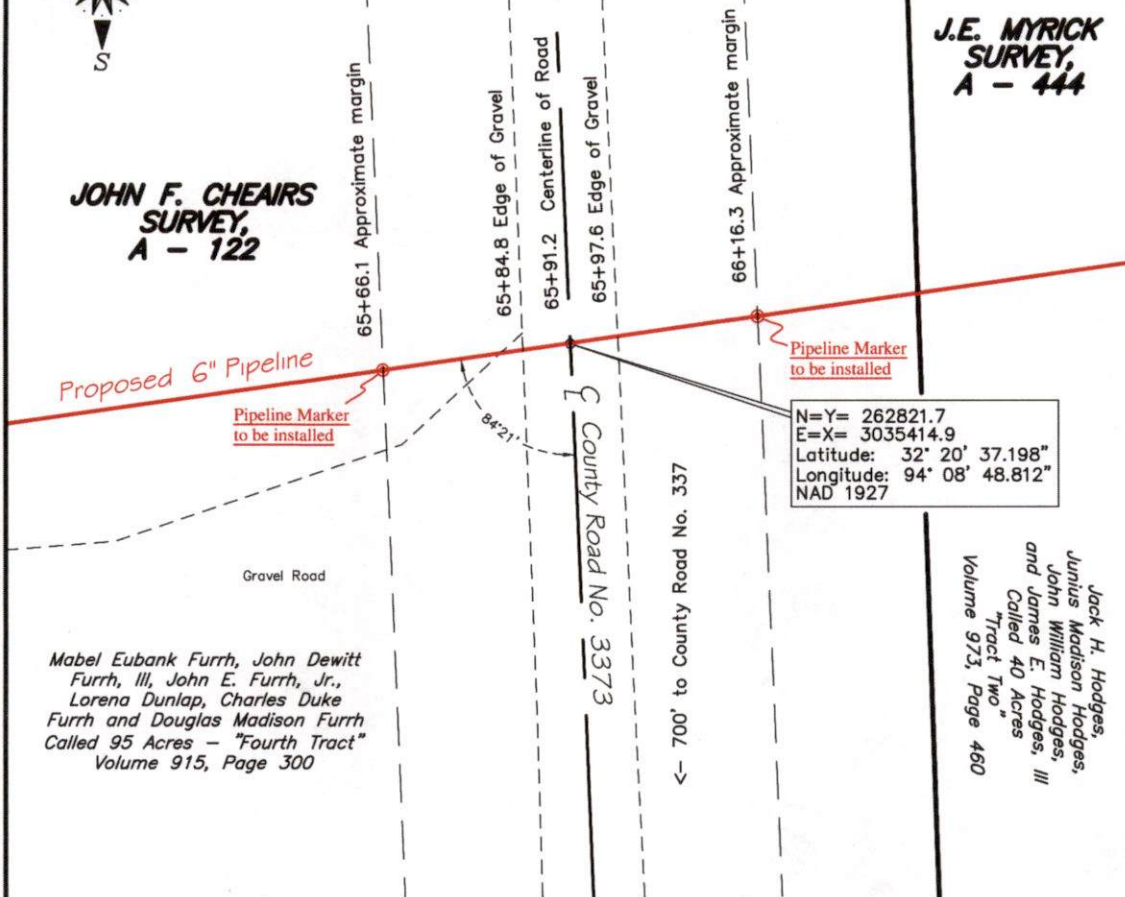 S
J.E. MYRICK
SURVEY,
A - 444
JOHN F. CHEAIRS
SURVEY,
A - 122
65+66.1 Approximate margin
65+84.8 Edge of Gravel
65+91.2 Centerline of Road
65+97.6 Edge of Gravel
66+16.3 Approximate margin
Proposed 6" Pipeline
Pipeline Marker
to be installed
Pipeline Marker
to be installed
84°21'
℄ County Road No. 3373
<- 700' to County Road No. 337
N=Y= 262821.7
E=X= 3035414.9
Latitude: 32° 20' 37.198"
Longitude: 94° 08' 48.812"
NAD 1927
Gravel Road
Mabel Eubank Furrh, John Dewitt
Furrh, III, John E. Furrh, Jr.,
Lorena Dunlap, Charles Duke
Furrh and Douglas Madison Furrh
Called 95 Acres - "Fourth Tract"
Volume 915, Page 300
Jack H. Hodges,
Junius Madison Hodges,
John William Hodges,
and James E. Hodges, III
Called 40 Acres
"Tract Two"
Volume 973, Page 460